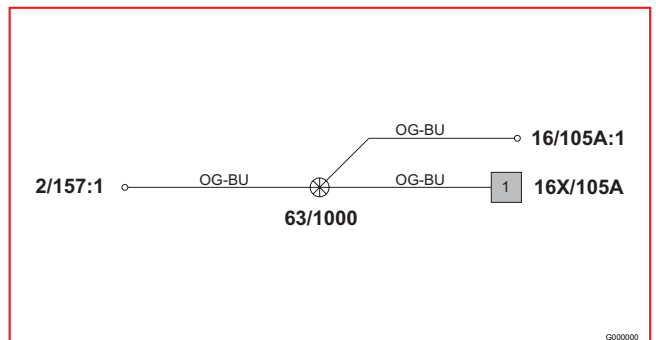 OG-BU
16/105A:1
2/157:1
OG-BU
OG-BU
1
16X/105A
63/1000
G000000